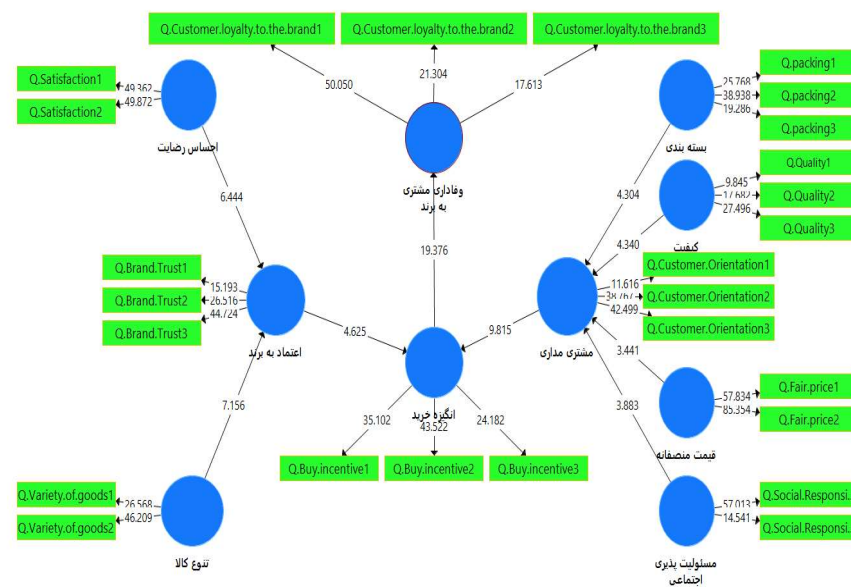 Q.Customer.loyalty.to.the.brand1
Q.Customer.loyalty.to.the.brand2
Q.Customer.loyalty.to.the.brand3
50.050
21.304
17.613
Q.Satisfaction1
Q.Satisfaction2
49.362
49.872
احساس رضایت
وفاداری مشتری
به برند
Q.packing1
Q.packing2
Q.packing3
25.768
38.938
19.286
بسته بندی
6.444
4.304
Q.Quality1
Q.Quality2
Q.Quality3
9.845
17.682
27.496
کیفیت
19.376
4.340
Q.Brand.Trust1
Q.Brand.Trust2
Q.Brand.Trust3
15.193
26.516
44.724
اعتماد به برند
Q.Customer.Orientation1
Q.Customer.Orientation2
Q.Customer.Orientation3
11.616
38.767
42.499
مشتری مداری
4.625
9.815
3.441
7.156
انگیزه خرید
3.883
35.102
43.522
24.182
Q.Buy.incentive1
Q.Buy.incentive2
Q.Buy.incentive3
Q.Fair.price1
Q.Fair.price2
57.834
85.354
قیمت منصفانه
Q.Variety.of.goods1
Q.Variety.of.goods2
26.568
46.209
تنوع کالا
Q.Social.Responsi.
Q.Social.Responsi.
57.013
14.541
مسئولیت پذیری
اجتماعی